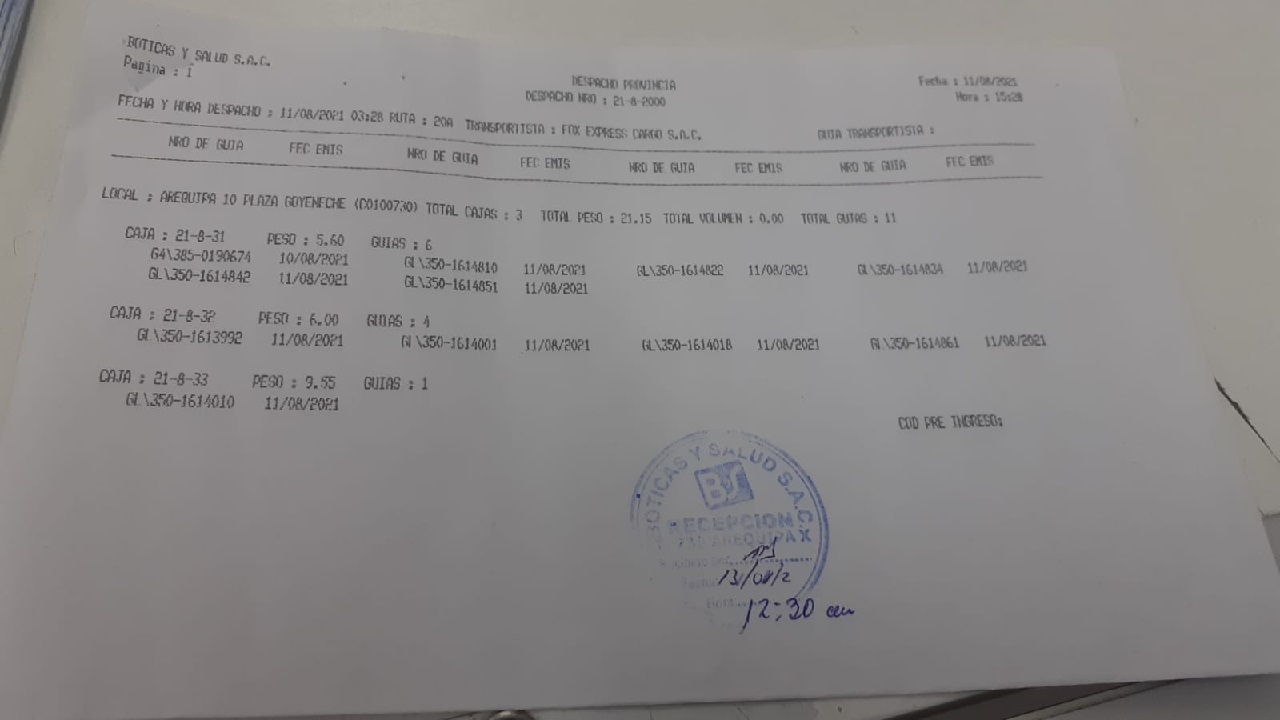 BOTICAS Y SALUD S.A.C.
Pagina : 1
DESPACHO PROVINCIA
DESPACHO NRO : 21-8-2000
Fecha : 11/08/2021
Hora : 15:28
FECHA Y HORA DESPACHO : 11/08/2021 03:28 RUTA : 20A TRANSPORTISTA : FOX EXPRESS CARGO S.A.C. GUIA TRANSPORTISTA :
NRO DE GUIA FEC EMIS NRO DE GUIA FEC EMIS NRO DE GUIA FEC EMIS NRO DE GUIA FEC EMIS
LOCAL : AREQUIPA 10 PLAZA GOYENECHE (C0100730) TOTAL CAJAS : 3 TOTAL PESO : 21.15 TOTAL VOLUMEN : 0.00 TOTAL GUIAS : 11
CAJA : 21-8-31 PESO : 5.60 GUIAS : 6
G4\385-0190674 10/08/2021 GL\350-1614810 11/08/2021 GL\350-1614822 11/08/2021 GL\350-1614834 11/08/2021
GL\350-1614842 11/08/2021 GL\350-1614851 11/08/2021
CAJA : 21-8-32 PESO : 6.00 GUIAS : 4
GL\350-1613992 11/08/2021 GL\350-1614001 11/08/2021 GL\350-1614018 11/08/2021 GL\350-1614861 11/08/2021
CAJA : 21-8-33 PESO : 9.55 GUIAS : 1
GL\350-1614010 11/08/2021
COD PRE INGRESO:
BOTICAS Y SALUD S.A.C.
BS
RECEPCION
730 AREQUIPA X
13/08/2
12:30